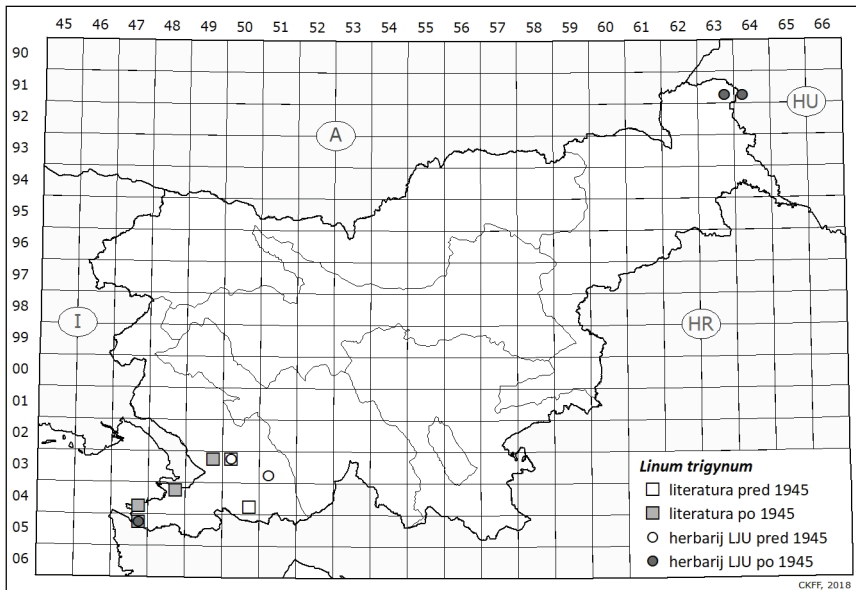 45 46 47 48 49 50 51 52 53 54 55 56 57 58 59 60 61 62 63 64 65 66
90
91
92
93
94
95
96
97
98
99
00
01
02
03
04
05
06
A
HU
I
HR
Linum trigynum
literatura pred 1945
literatura po 1945
herbarij LJU pred 1945
herbarij LJU po 1945
CKFF, 2018